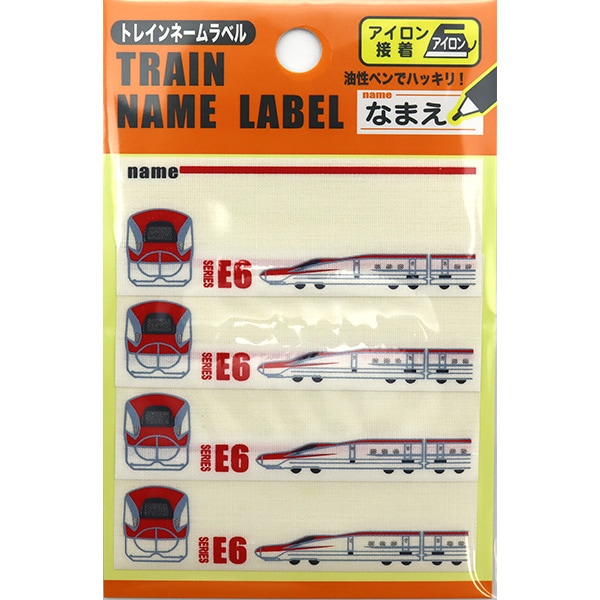 トレインネームラベル
TRAIN
NAME LABEL
アイロン
接着
アイロン
油性ペンでハッキリ!
name
なまえ
name
SERIES E6
SERIES E6
SERIES E6
SERIES E6